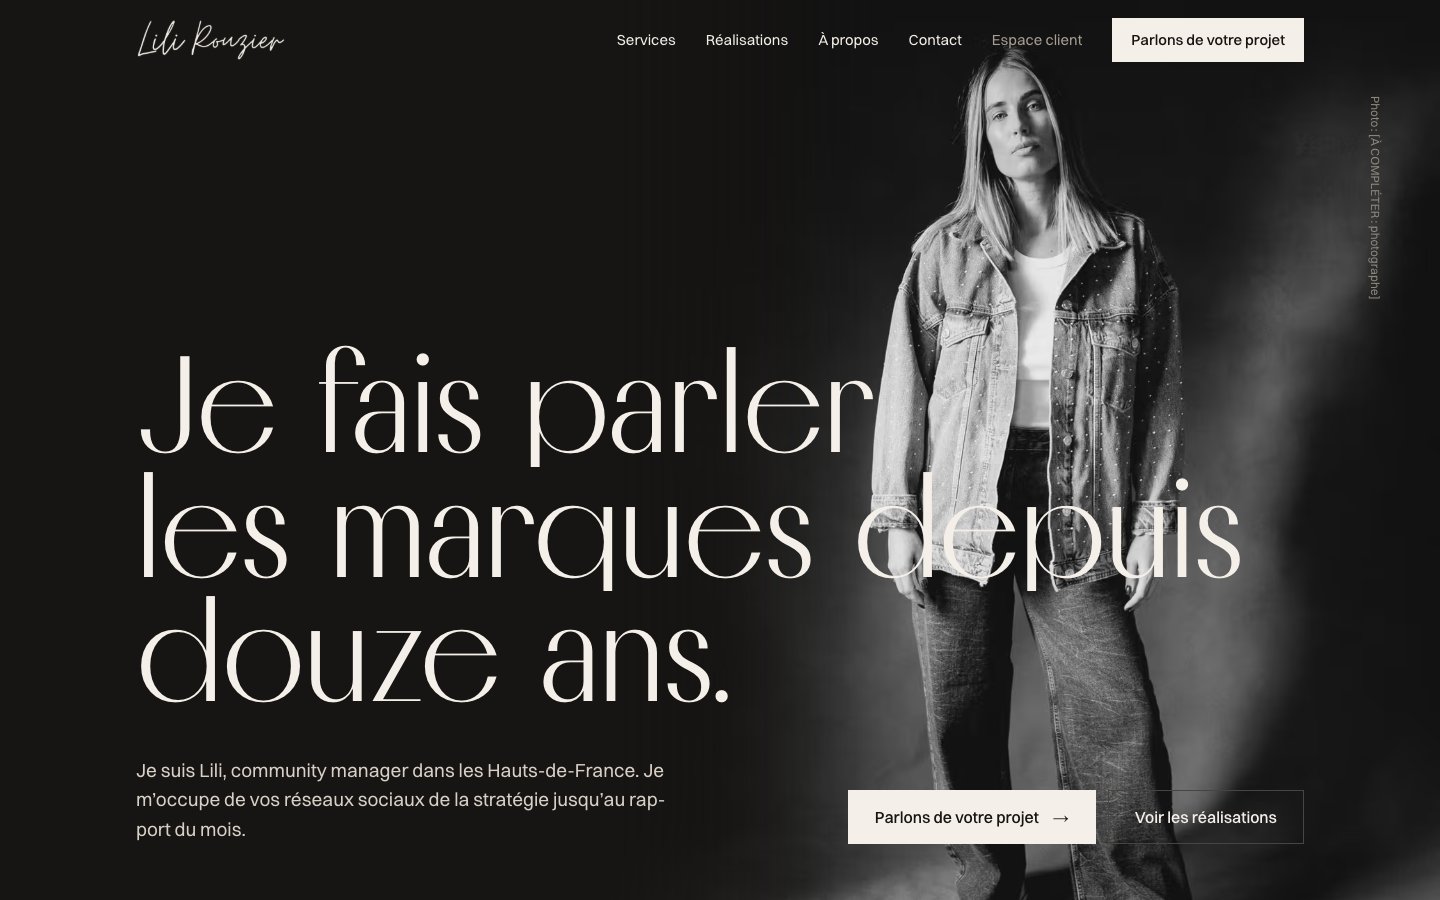 Lili Rouzier
Services
Réalisations
À propos
Contact
Espace client
Parlons de votre projet
Photo : [À COMPLÉTER : photographe]
Je fais parler
les marques depuis
douze ans.
Je suis Lili, community manager dans les Hauts-de-France. Je
m’occupe de vos réseaux sociaux de la stratégie jusqu’au rap-
port du mois.
Parlons de votre projet →
Voir les réalisations